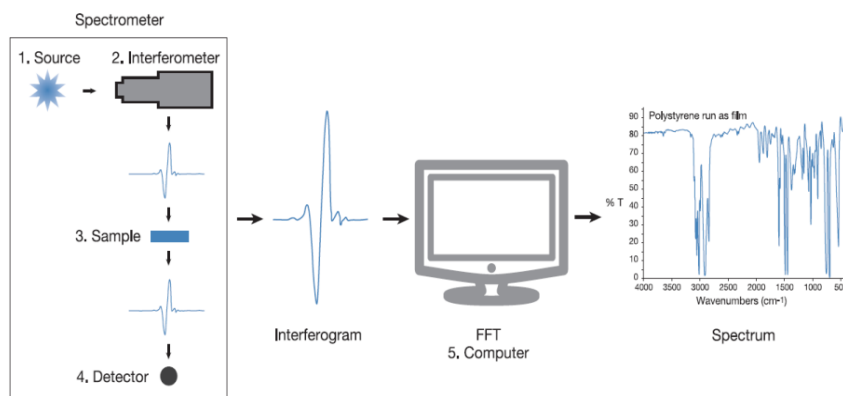 Spectrometer
1. Source
2. Interferometer
3. Sample
4. Detector
Interferogram
FFT
5. Computer
Polystyrene run as film
% T
90
80
70
60
50
40
30
20
10
0
4000 3500 3000 2500 2000 1500 1000 500
Wavenumbers (cm-1)
Spectrum